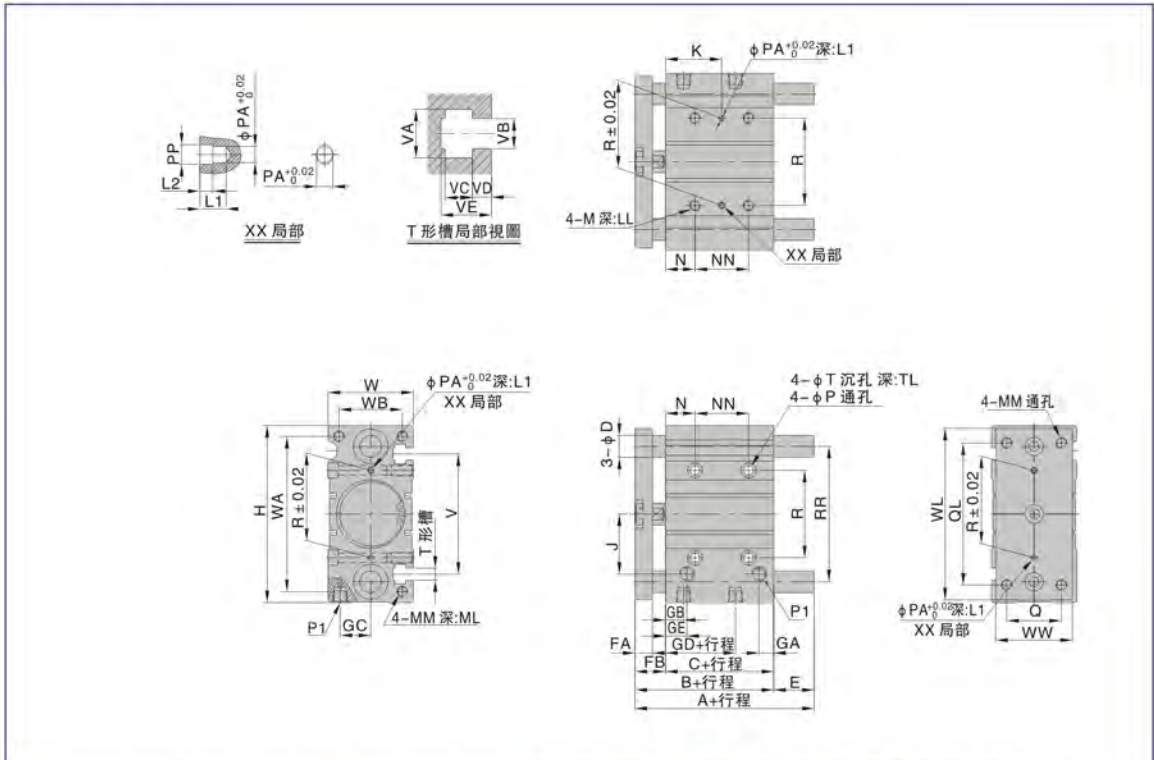 K
φPA+0.02 0 深:L1
R±0.02
R
4-M 深:LL
XX 局部
N
NN
φPA+0.02 0
PP
L2
L1
PA+0.02 0
XX 局部
VA
VB
VC
VD
VE
T形槽局部視圖
W
WB
φPA+0.02 0 深:L1
XX 局部
H
WA
R±0.02
V
T形槽
P1
GC
4-MM 深:ML
N
NN
4-φT 沉孔 深:TL
4-φP 通孔
3-φD
J
R
RR
P1
GB
GE
FA
GD+行程
GA
FB
C+行程
B+行程
E
A+行程
4-MM 通孔
WL
QL
R±0.02
φPA+0.02 0 深:L1
XX 局部
Q
WW